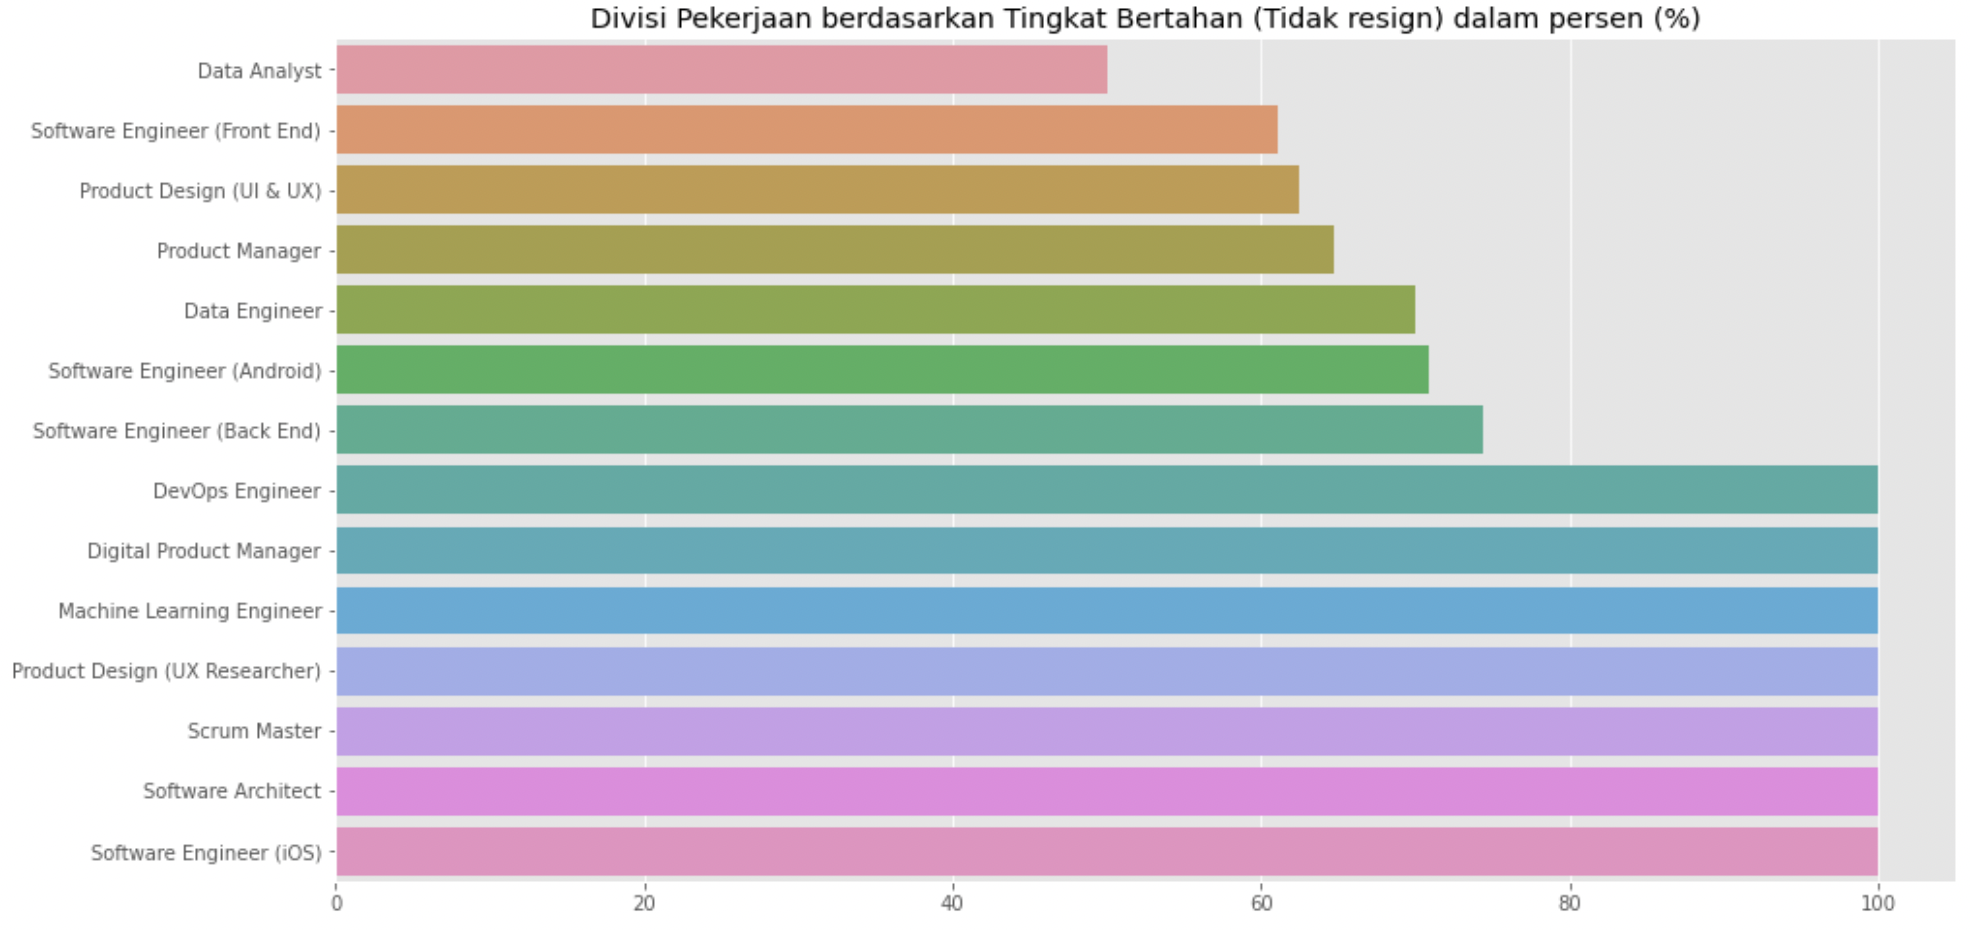 Divisi Pekerjaan berdasarkan Tingkat Bertahan (Tidak resign) dalam persen (%)
Data Analyst
Software Engineer (Front End)
Product Design (UI & UX)
Product Manager
Data Engineer
Software Engineer (Android)
Software Engineer (Back End)
DevOps Engineer
Digital Product Manager
Machine Learning Engineer
Product Design (UX Researcher)
Scrum Master
Software Architect
Software Engineer (iOS)
0 20 40 60 80 100